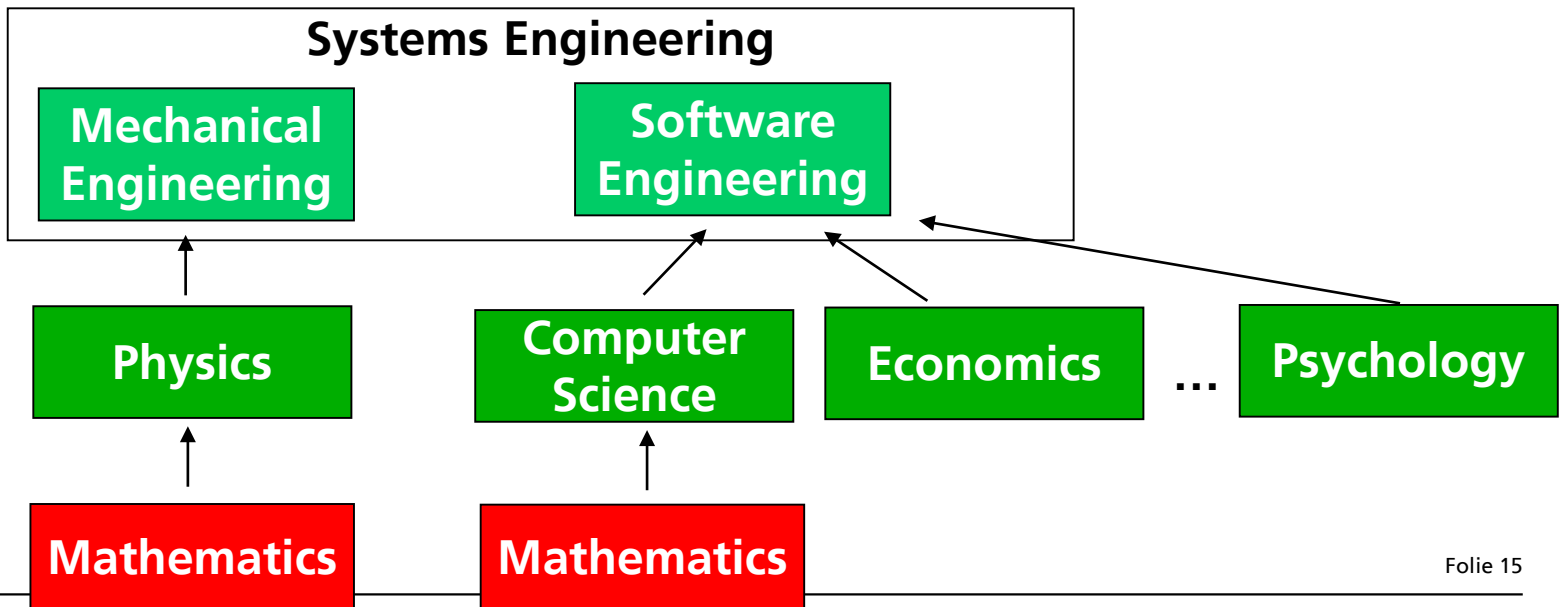 Systems Engineering
Mechanical
Engineering
Software
Engineering
Physics
Computer
Science
Economics
...
Psychology
Mathematics
Mathematics
Folie 15